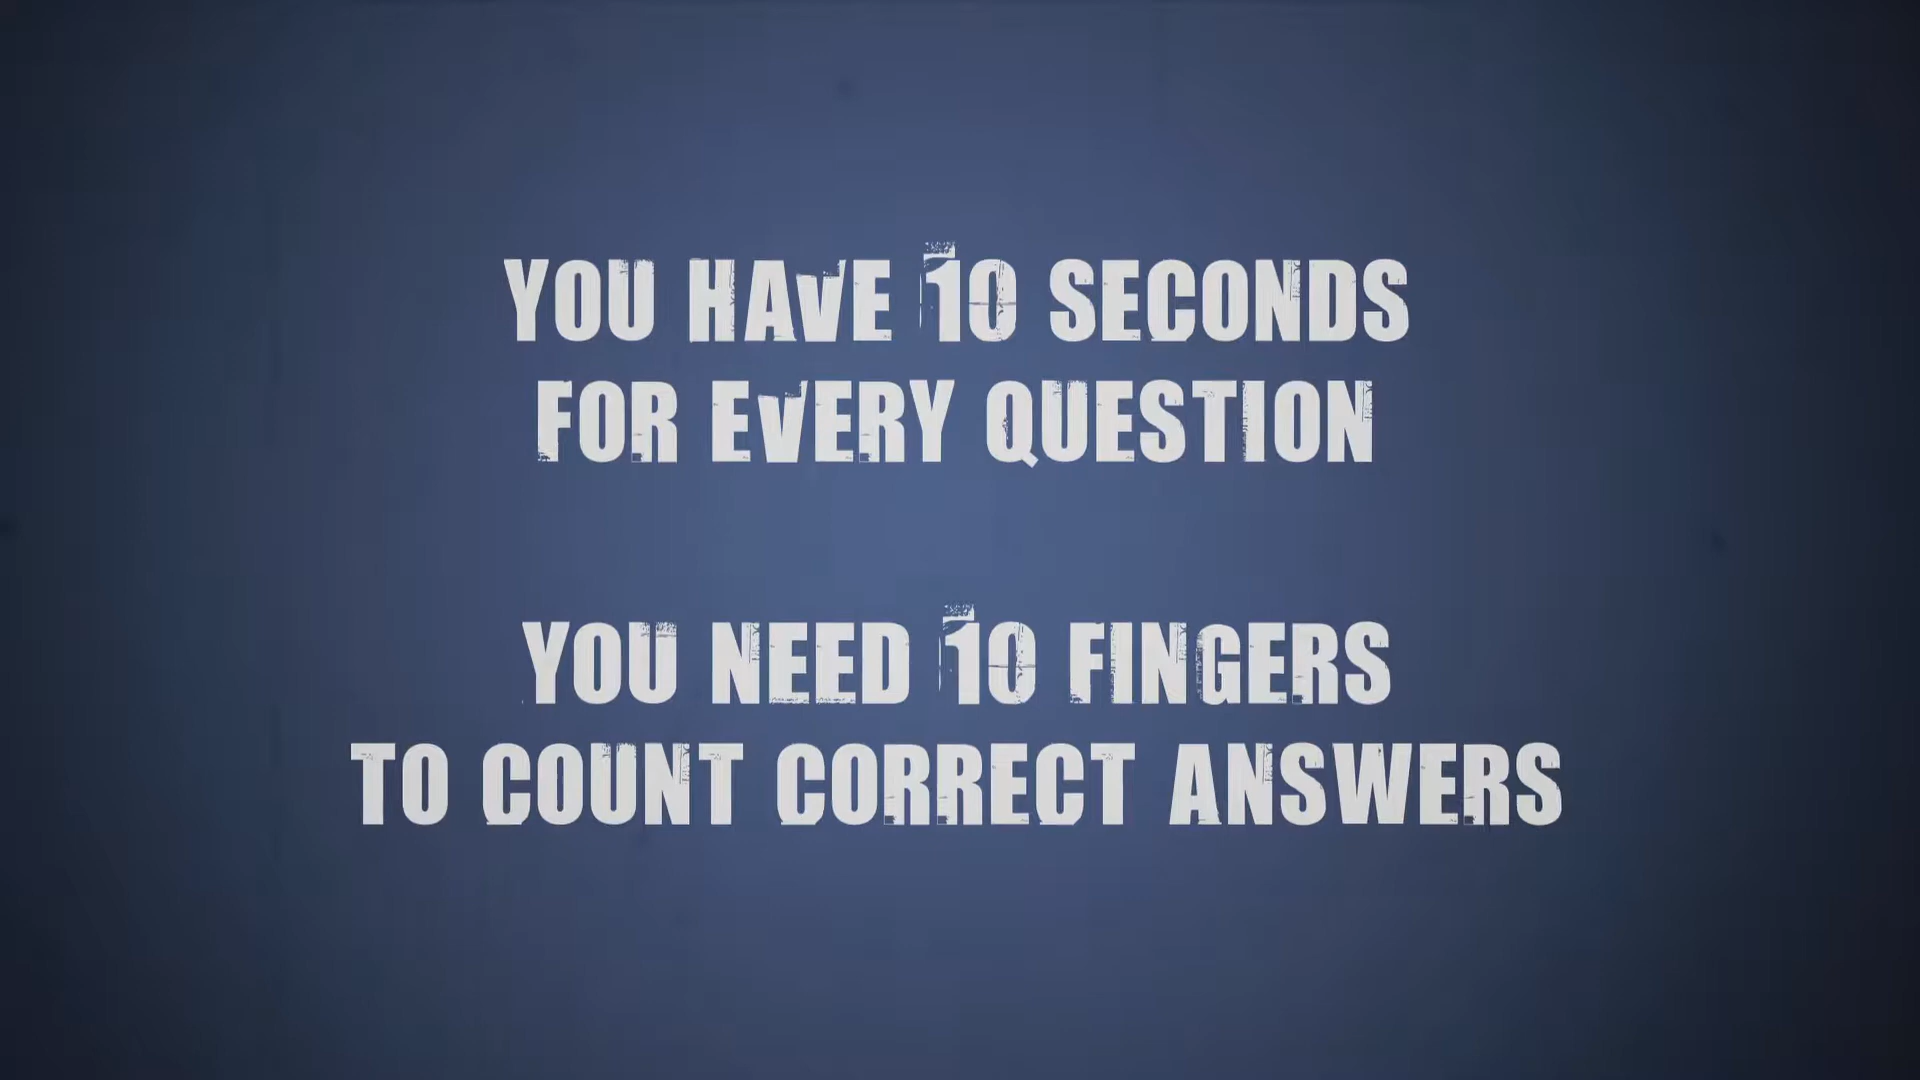 YOU HAVE 10 SECONDS
FOR EVERY QUESTION
YOU NEED 10 FINGERS
TO COUNT CORRECT ANSWERS